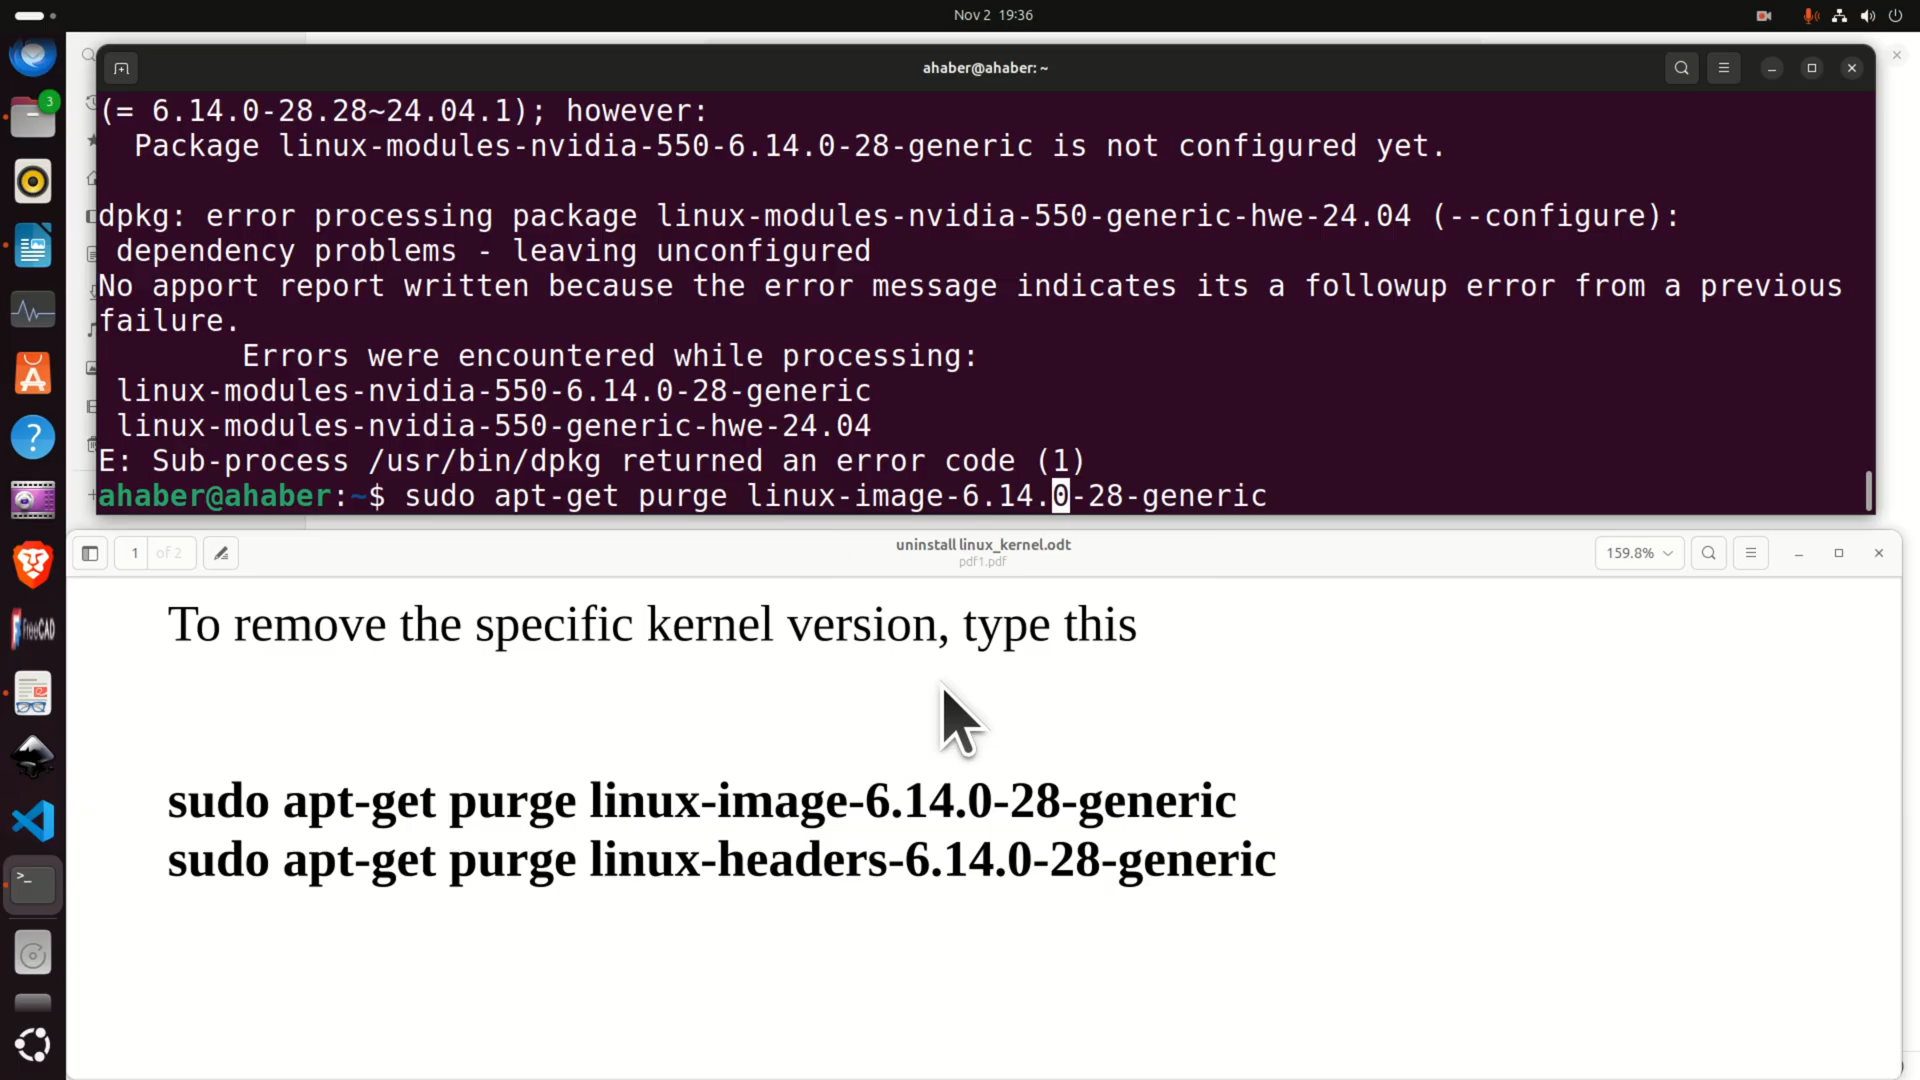 Nov 2 19:36
ahaber@ahaber: ~
3
(= 6.14.0-28.28~24.04.1); however:
Package linux-modules-nvidia-550-6.14.0-28-generic is not configured yet.
dpkg: error processing package linux-modules-nvidia-550-generic-hwe-24.04 (--configure):
dependency problems - leaving unconfigured
No apport report written because the error message indicates its a followup error from a previous
failure.
Errors were encountered while processing:
linux-modules-nvidia-550-6.14.0-28-generic
linux-modules-nvidia-550-generic-hwe-24.04
E: Sub-process /usr/bin/dpkg returned an error code (1)
ahaber@ahaber:~$ sudo apt-get purge linux-image-6.14.0-28-generic
1 of 2
uninstall linux_kernel.odt
pdf1.pdf
159.8%
To remove the specific kernel version, type this
FreeCAD
sudo apt-get purge linux-image-6.14.0-28-generic
sudo apt-get purge linux-headers-6.14.0-28-generic